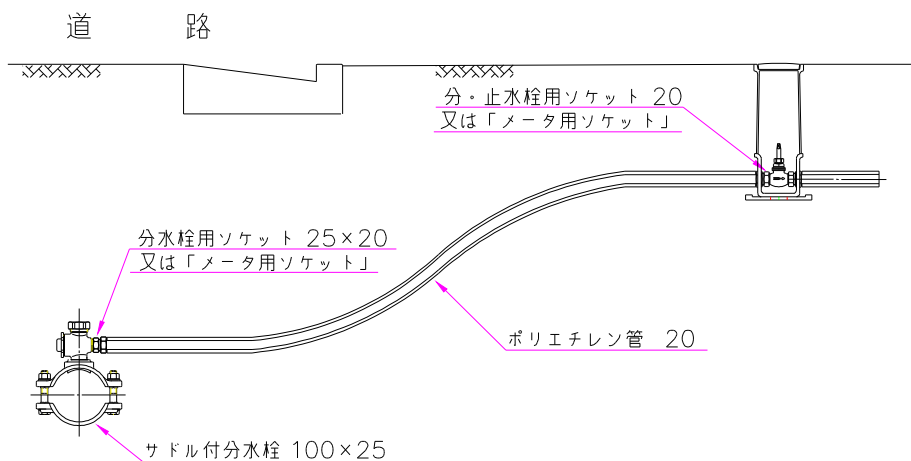 道 路
分・止水栓用ソケット 20
又は「メータ用ソケット」
分水栓用ソケット 25×20
又は「メータ用ソケット」
ポリエチレン管 20
サドル付分水栓 100×25